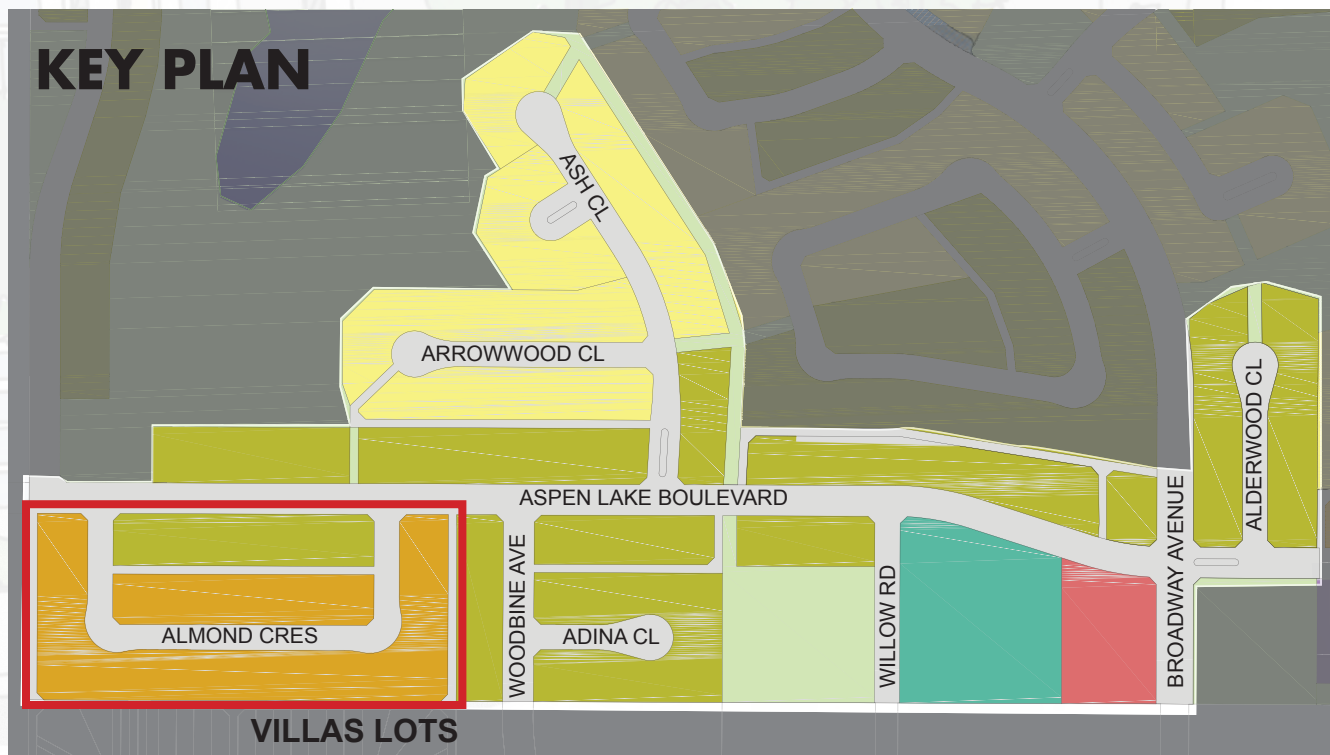 KEY PLAN
ASH CL
ARROWWOOD CL
ALDERWOOD CL
ASPEN LAKE BOULEVARD
WOODBINE AVE
WILLOW RD
BROADWAY AVENUE
ALMOND CRES
ADINA CL
VILLAS LOTS